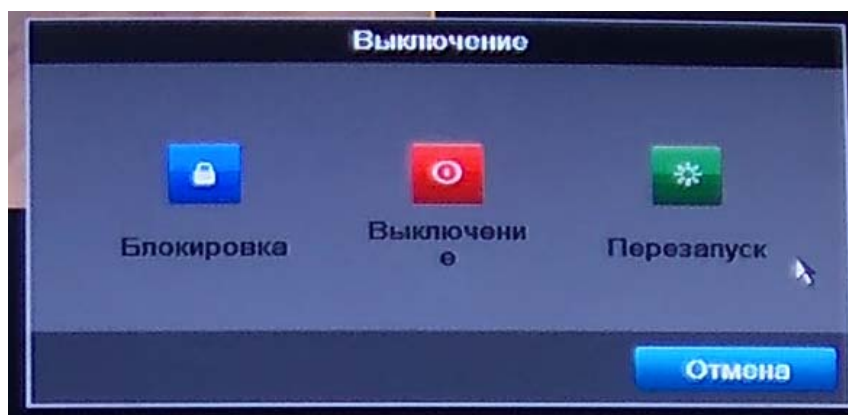 Выключение
Блокировка
Выключени
е
Перезапуск
Отмена